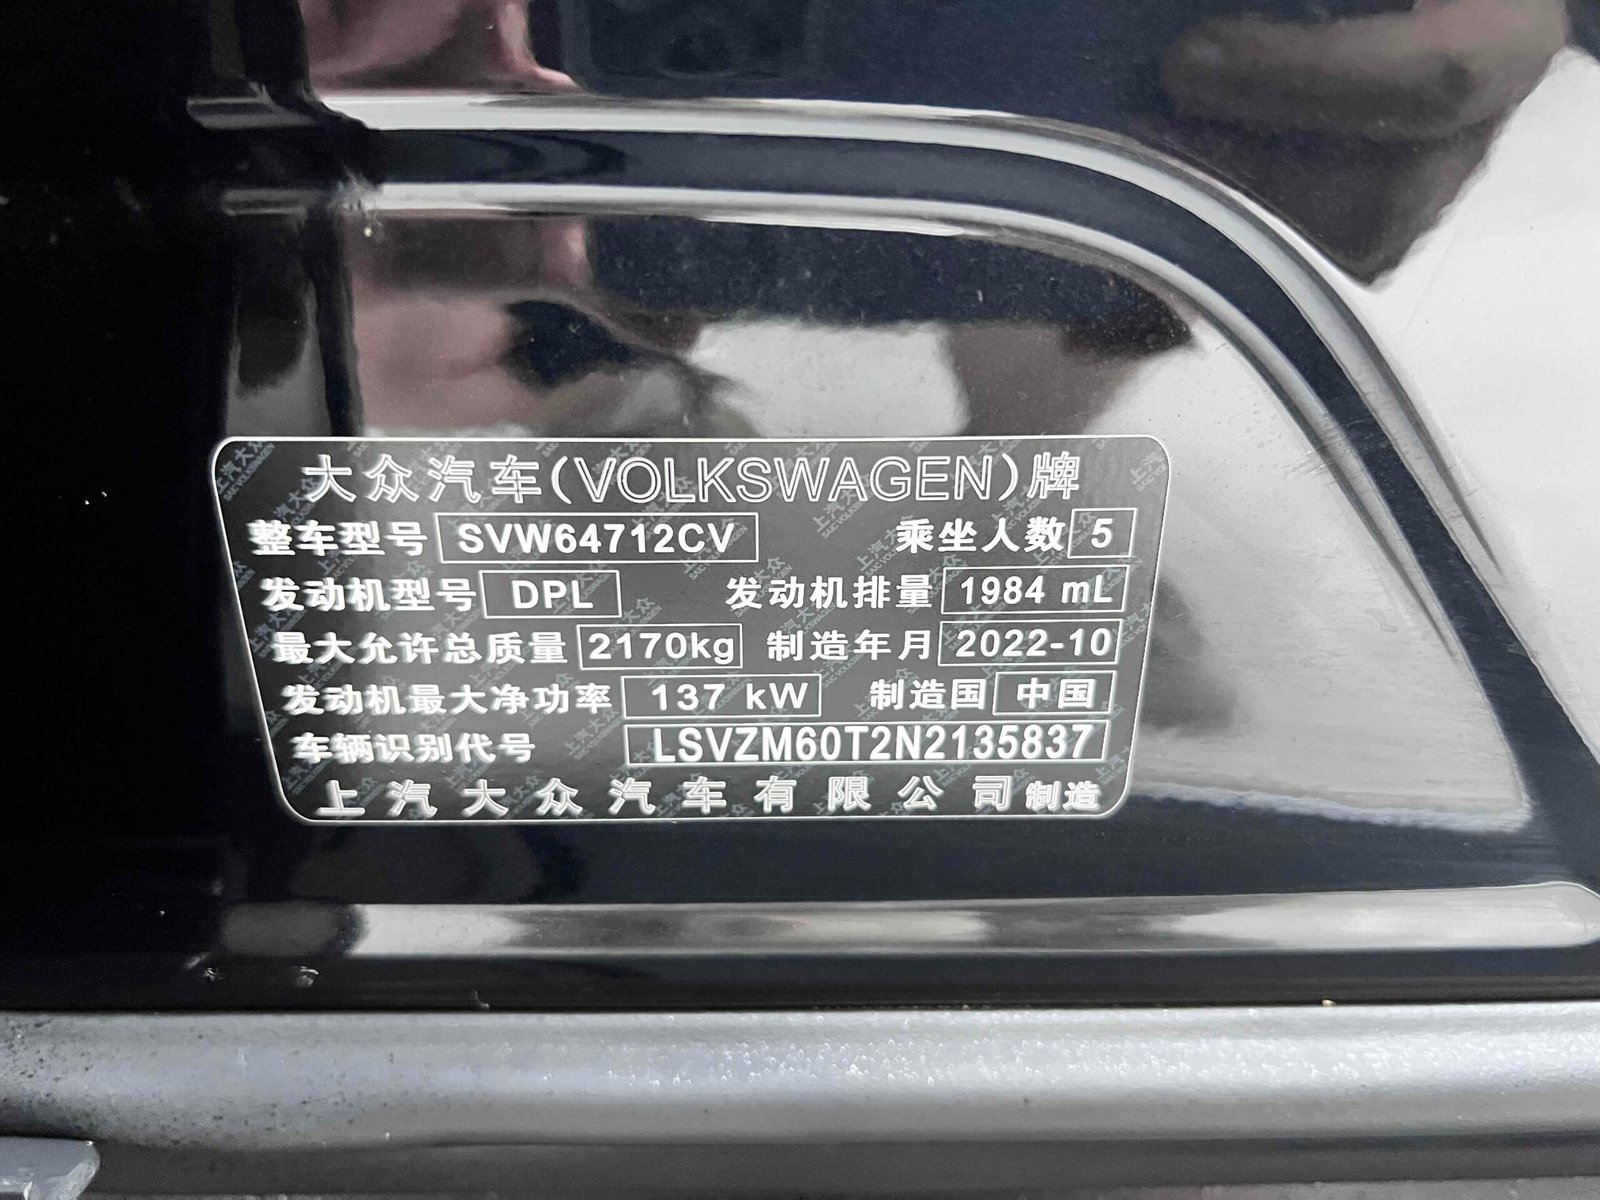 大众汽车(VOLKSWAGEN)牌
整车型号 SVW64712CV 乘坐人数 5
发动机型号 DPL 发动机排量 1984 mL
最大允许总质量 2170kg 制造年月 2022-10
发动机最大净功率 137 kW 制造国 中国
车辆识别代号 LSVZM60T2N2135837
上汽大众汽车有限公司制造